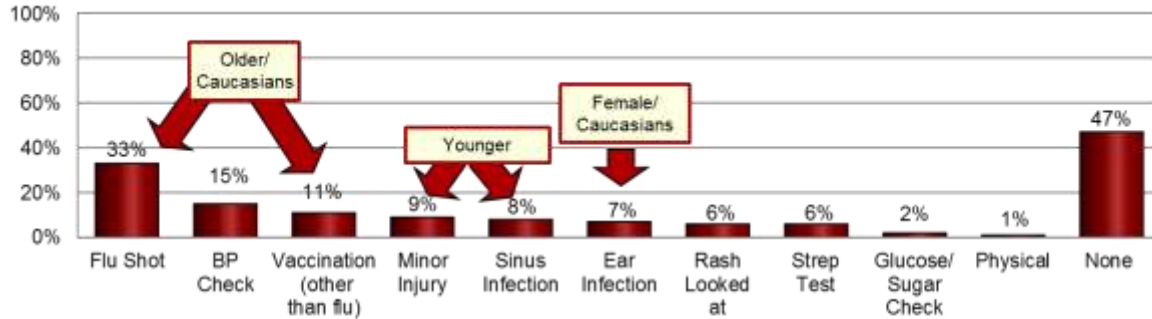 100%
80%
60%
40%
20%
0%
Older/
Caucasians
Younger
Female/
Caucasians
33%
15%
11%
9%
8%
7%
6%
6%
2%
1%
47%
Flu Shot
BP
Check
Vaccination
(other
than flu)
Minor
Injury
Sinus
Infection
Ear
Infection
Rash
Looked
at
Strep
Test
Glucose/
Sugar
Check
Physical
None